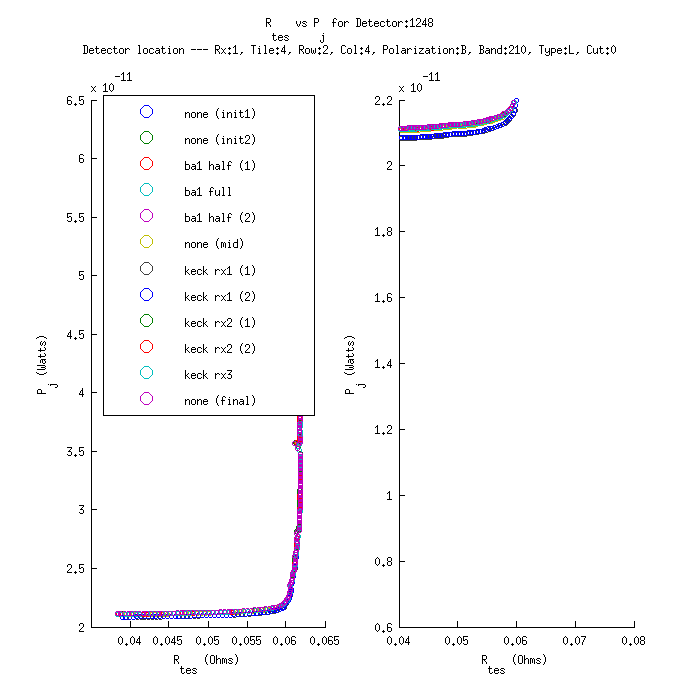 R_tes vs P_j for Detector:1248
Detector location --- Rx:1, Tile:4, Row:2, Col:4, Polarization:B, Band:210, Type:L, Cut:0
x 10^-11
6.5
6
5.5
5
4.5
4
3.5
3
2.5
2
P_j (Watts)
none (init1)
none (init2)
ba1 half (1)
ba1 full
ba1 half (2)
none (mid)
keck rx1 (1)
keck rx1 (2)
keck rx2 (1)
keck rx2 (2)
keck rx3
none (final)
0.04 0.045 0.05 0.055 0.06 0.065
R_tes (Ohms)
x 10^-11
2.2
2
1.8
1.6
1.4
1.2
1
0.8
0.6
0.04 0.05 0.06 0.07 0.08
R_tes (Ohms)